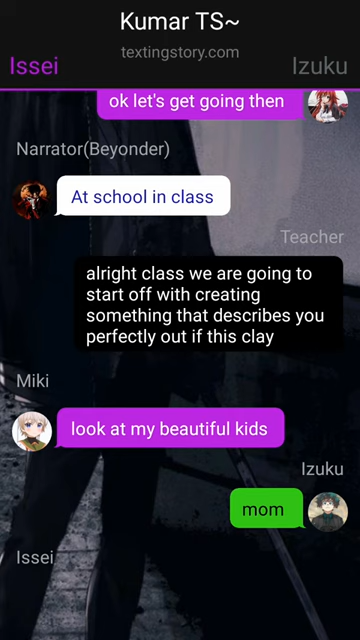 Kumar TS~
textingstory.com
Issei
Izuku
ok let's get going then
Narrator(Beyonder)
At school in class
Teacher
alright class we are going to
start off with creating
something that describes you
perfectly out if this clay
Miki
look at my beautiful kids
Izuku
mom
Issei